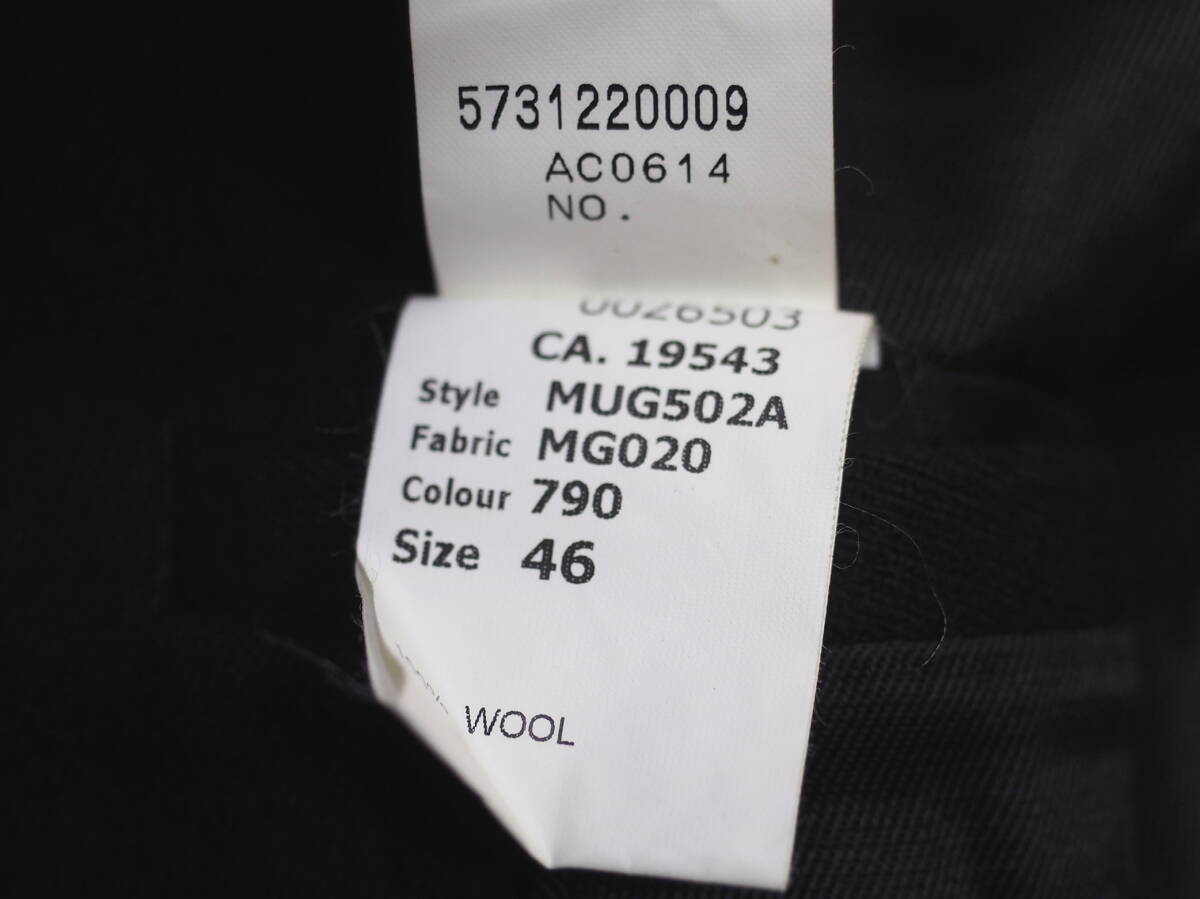 5731220009
AC0614
NO.
0026503
CA. 19543
Style MUG502A
Fabric MG020
Colour 790
Size 46
WOOL